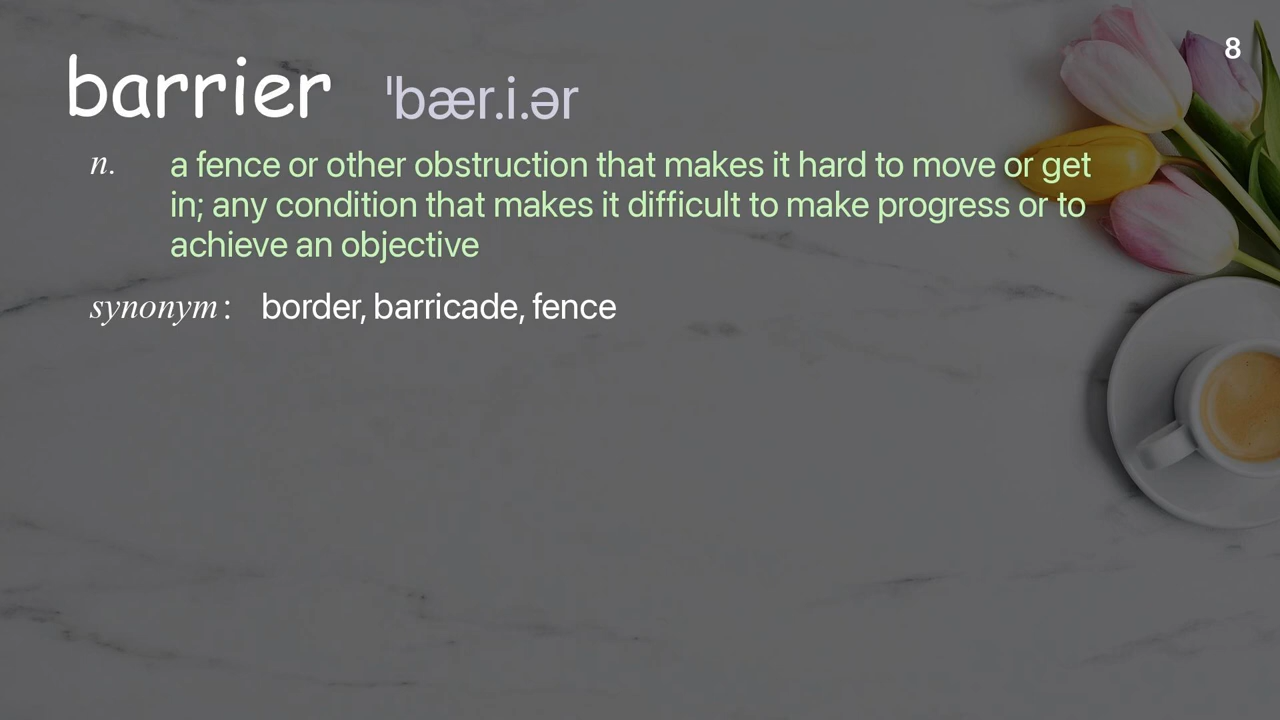 8
barrier ˈbær.i.ər
n. a fence or other obstruction that makes it hard to move or get
in; any condition that makes it difficult to make progress or to
achieve an objective
synonym: border, barricade, fence